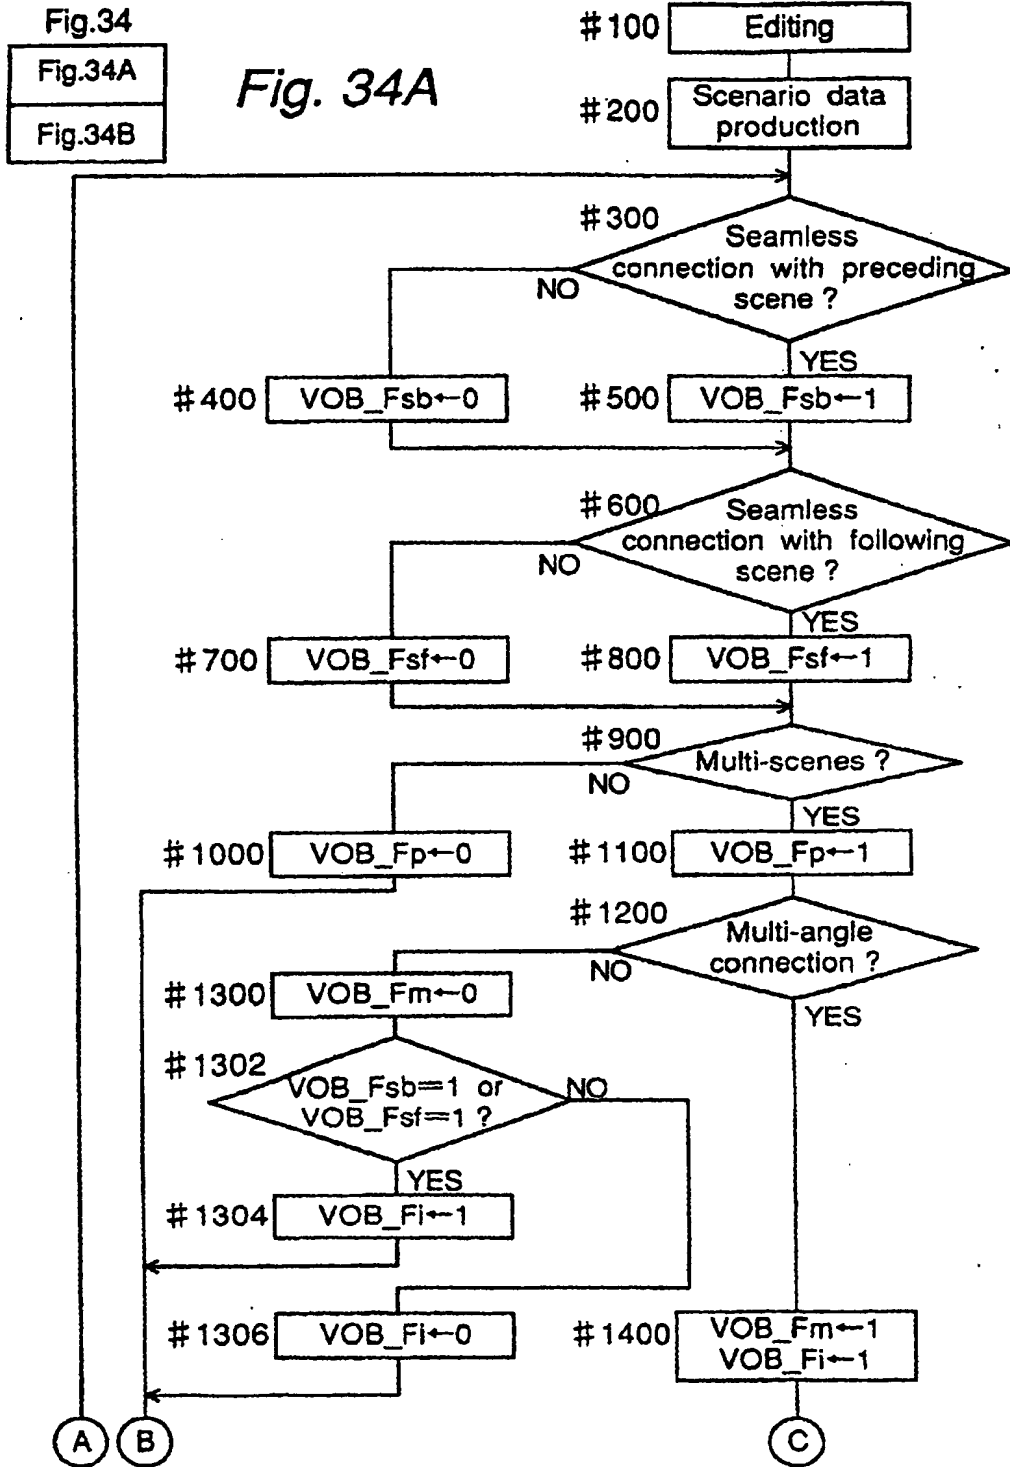 Fig.34
Fig.34A
Fig.34B
Fig. 34A
#100
Editing
#200
Scenario data
production
#300
Seamless
connection with preceding
scene ?
NO
YES
#400
VOB_Fsb←0
#500
VOB_Fsb←1
#600
Seamless
connection with following
scene ?
NO
YES
#700
VOB_Fsf←0
#800
VOB_Fsf←1
#900
Multi-scenes ?
NO
YES
#1000
VOB_Fp←0
#1100
VOB_Fp←1
#1200
Multi-angle
connection ?
NO
YES
#1300
VOB_Fm←0
#1302
VOB_Fsb=1 or
VOB_Fsf=1 ?
NO
YES
#1304
VOB_Fi←1
#1306
VOB_Fi←0
#1400
VOB_Fm←1
VOB_Fi←1
A
B
C